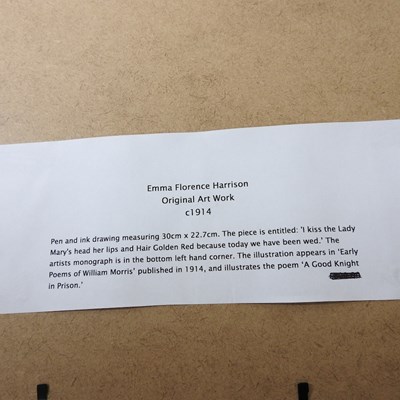 Emma Florence Harrison
Original Art Work
c1914
Pen and ink drawing measuring 30cm x 22.7cm. The piece is entitled: 'I kiss the Lady
Mary's head her lips and Hair Golden Red because today we have been wed.' The
artists monograph is in the bottom left hand corner. The illustration appears in 'Early
Poems of William Morris' published in 1914, and illustrates the poem 'A Good Knight
in Prison.'